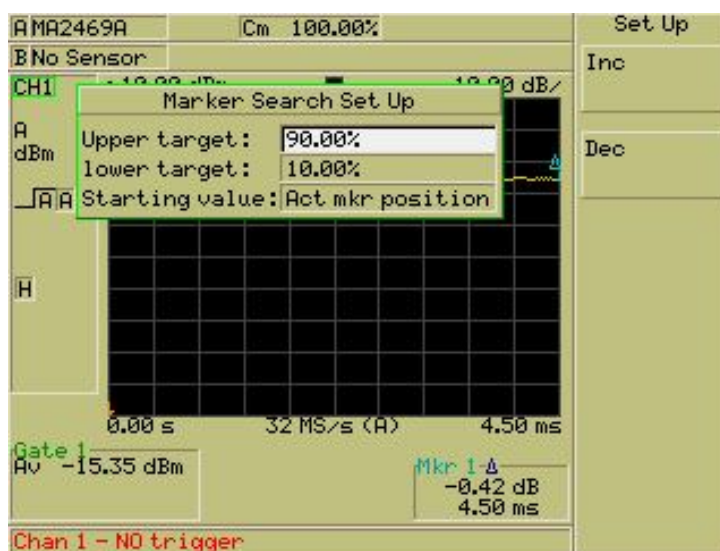 A MA2469A Cm 100.00% Set Up
B No Sensor Inc
CH1 dB/
Marker Search Set Up
A
dBm
Upper target: 90.00%
lower target: 10.00%
Starting value: Act mkr position
Dec
A A
H
0.00 s 32 MS/s (A) 4.50 ms
Gate 1
Av -15.35 dBm
Mkr 1-Δ
-0.42 dB
4.50 ms
Chan 1 - NO trigger